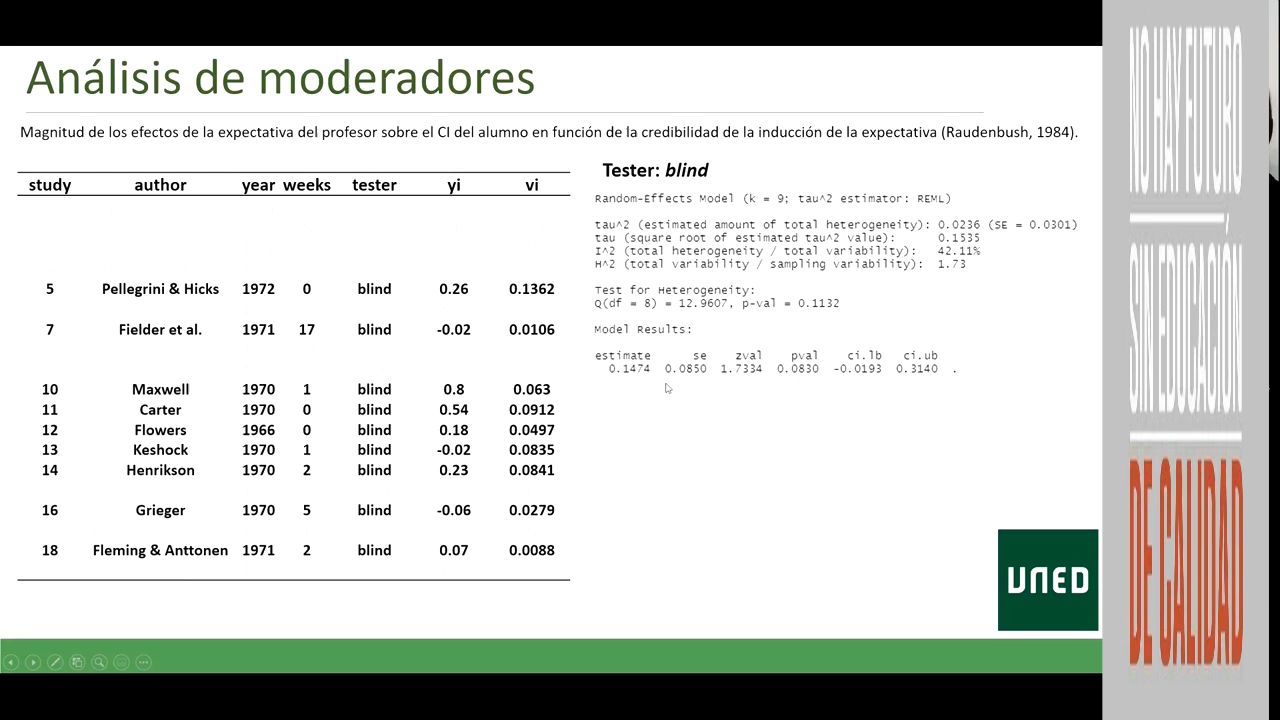 Análisis de moderadores
Magnitud de los efectos de la expectativa del profesor sobre el CI del alumno en función de la credibilidad de la inducción de la expectativa (Raudenbush, 1984).
study author year weeks tester yi vi
5 Pellegrini & Hicks 1972 0 blind 0.26 0.1362
7 Fielder et al. 1971 17 blind -0.02 0.0106
10 Maxwell 1970 1 blind 0.8 0.063
11 Carter 1970 0 blind 0.54 0.0912
12 Flowers 1966 0 blind 0.18 0.0497
13 Keshock 1970 1 blind -0.02 0.0835
14 Henrikson 1970 2 blind 0.23 0.0841
16 Grieger 1970 5 blind -0.06 0.0279
18 Fleming & Anttonen 1971 2 blind 0.07 0.0088
Tester: blind
Random-Effects Model (k = 9; tau^2 estimator: REML)
tau^2 (estimated amount of total heterogeneity): 0.0236 (SE = 0.0301)
tau (square root of estimated tau^2 value): 0.1535
I^2 (total heterogeneity / total variability): 42.11%
H^2 (total variability / sampling variability): 1.73
Test for Heterogeneity:
Q(df = 8) = 12.9607, p-val = 0.1132
Model Results:
estimate se zval pval ci.lb ci.ub
0.1474 0.0850 1.7334 0.0830 -0.0193 0.3140 .
UNED
NO HAY FUTURO
SIN EDUCACIÓN
DE CALIDAD